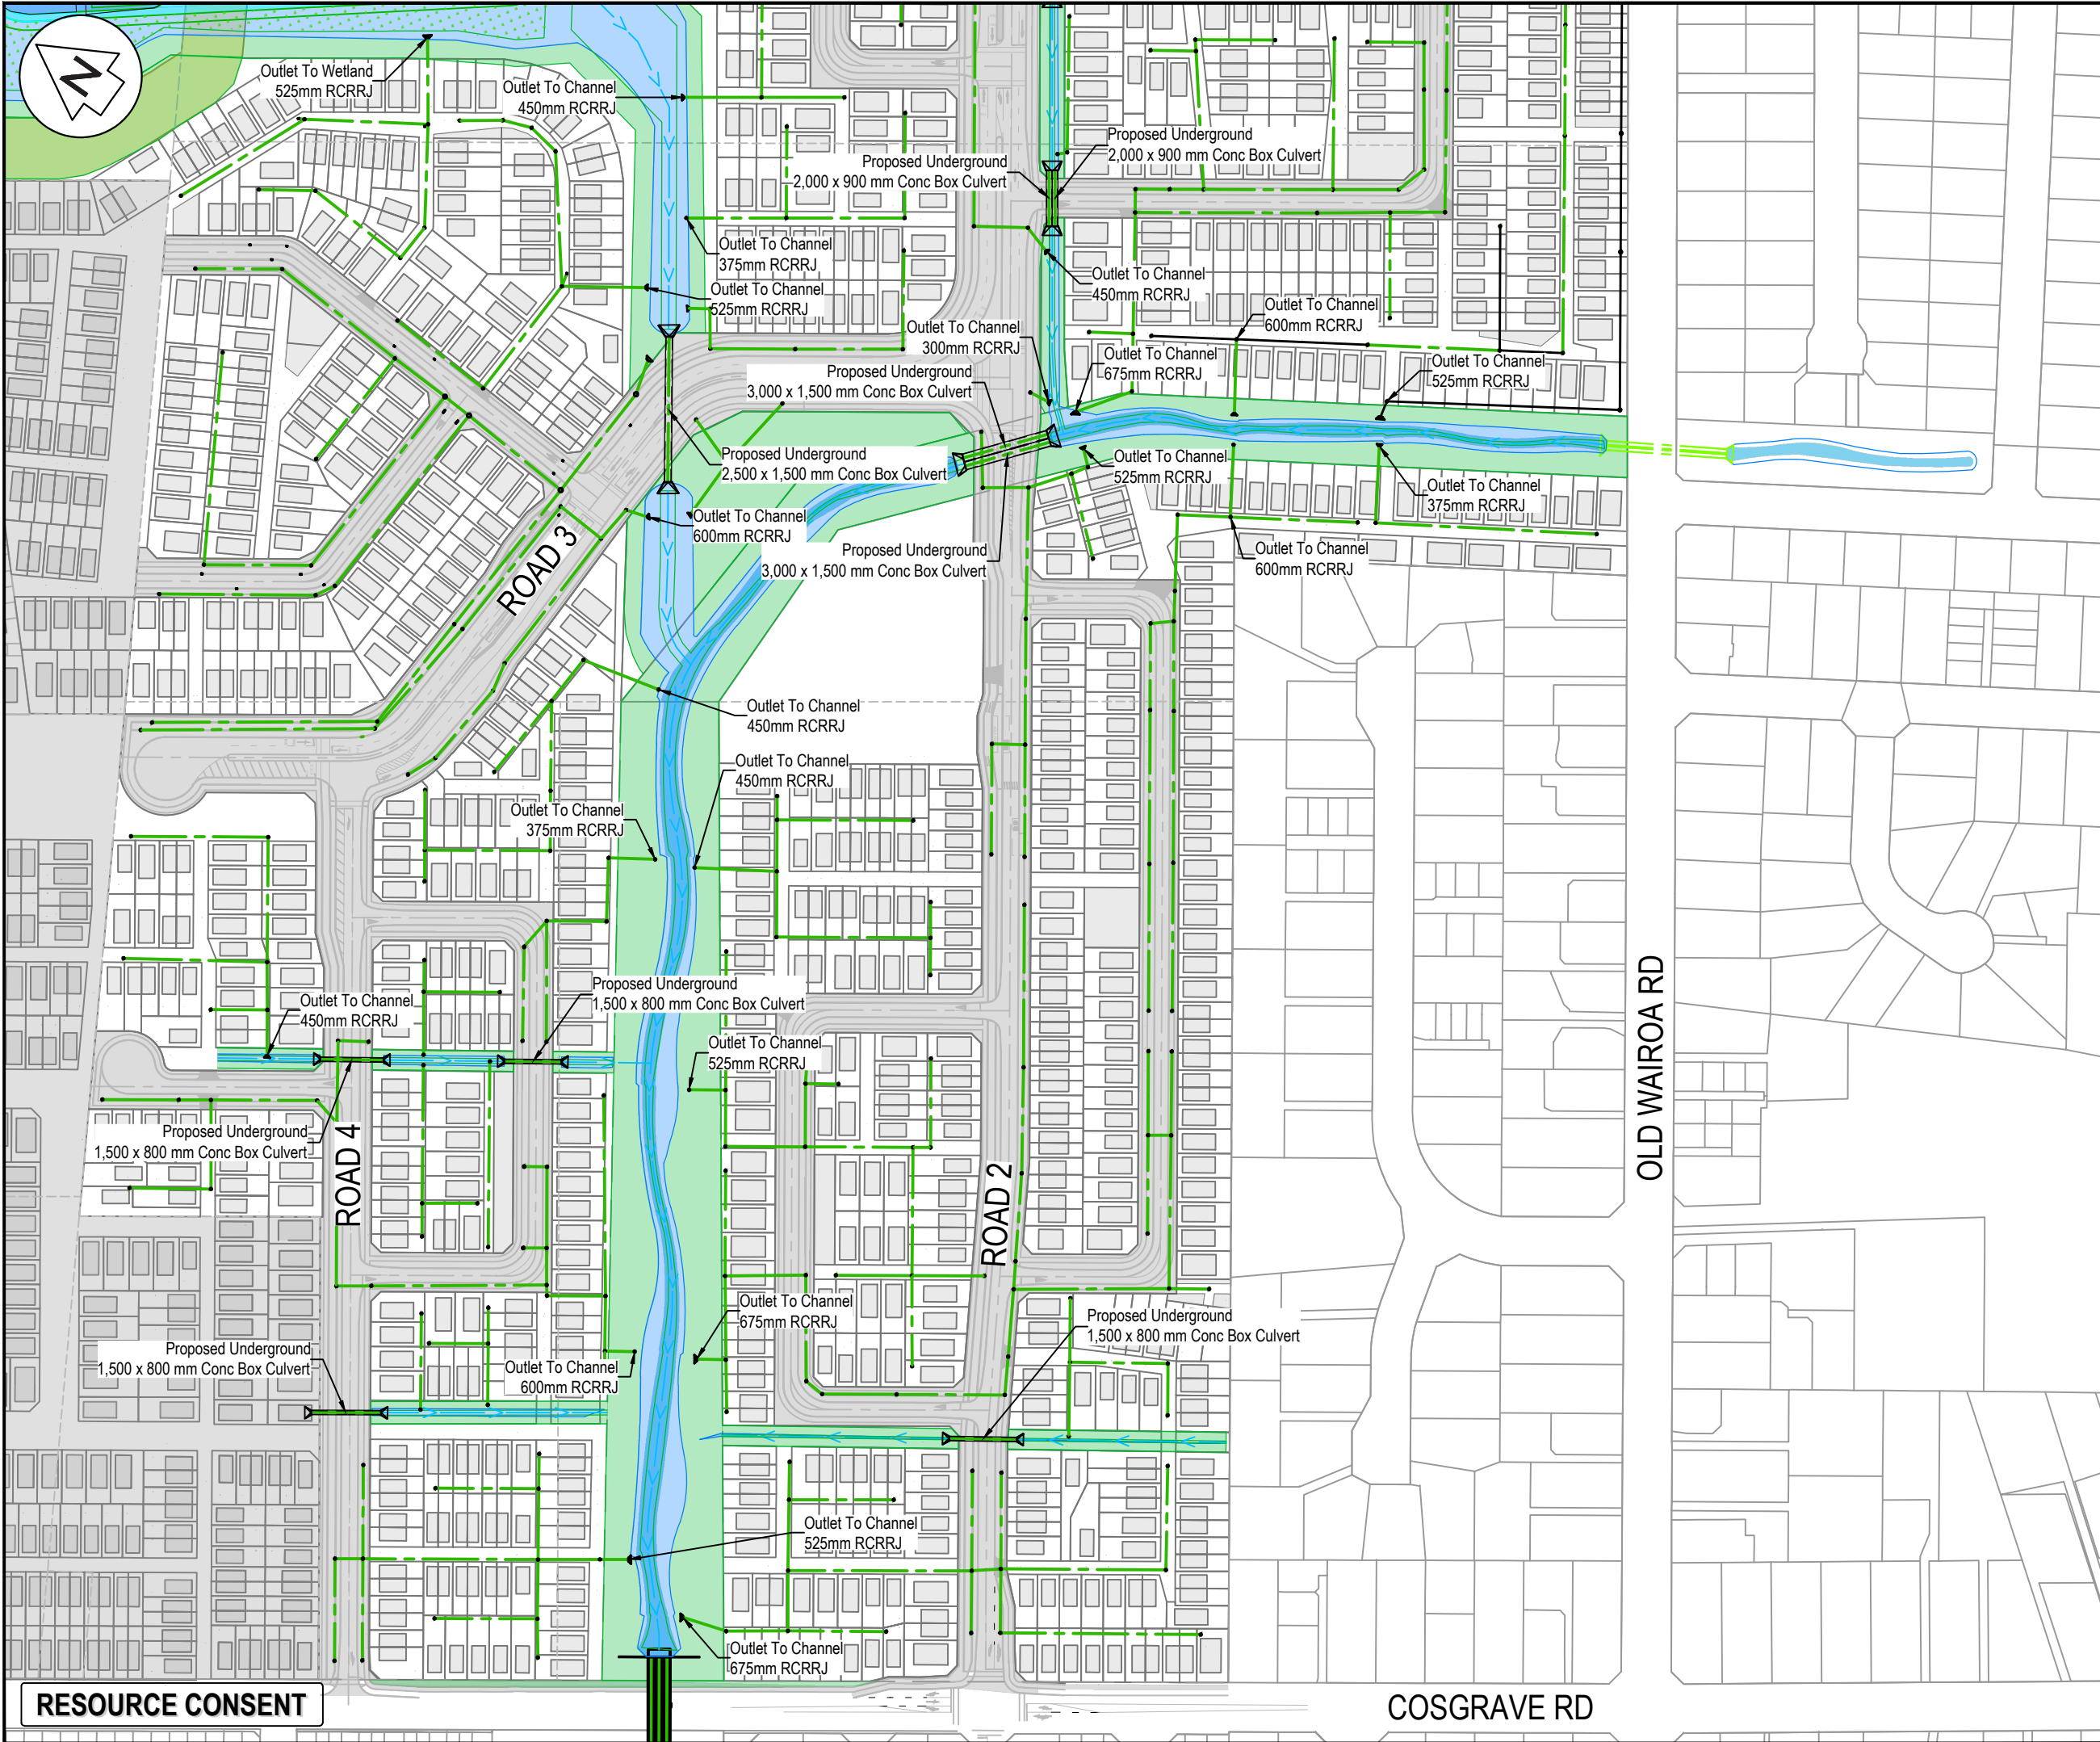 N
Outlet To Wetland
525mm RCRRJ
Outlet To Channel
450mm RCRRJ
Proposed Underground
2,000 x 900 mm Conc Box Culvert
Proposed Underground
2,000 x 900 mm Conc Box Culvert
Outlet To Channel
375mm RCRRJ
Outlet To Channel
525mm RCRRJ
Outlet To Channel
450mm RCRRJ
Outlet To Channel
600mm RCRRJ
Outlet To Channel
300mm RCRRJ
Outlet To Channel
675mm RCRRJ
Outlet To Channel
525mm RCRRJ
Proposed Underground
3,000 x 1,500 mm Conc Box Culvert
Proposed Underground
2,500 x 1,500 mm Conc Box Culvert
Outlet To Channel
525mm RCRRJ
Outlet To Channel
375mm RCRRJ
Outlet To Channel
600mm RCRRJ
Proposed Underground
3,000 x 1,500 mm Conc Box Culvert
Outlet To Channel
600mm RCRRJ
ROAD 3
Outlet To Channel
450mm RCRRJ
Outlet To Channel
450mm RCRRJ
Outlet To Channel
375mm RCRRJ
Proposed Underground
1,500 x 800 mm Conc Box Culvert
Outlet To Channel
450mm RCRRJ
Outlet To Channel
525mm RCRRJ
OLD WAIROA RD
Proposed Underground
1,500 x 800 mm Conc Box Culvert
ROAD 4
ROAD 2
Outlet To Channel
675mm RCRRJ
Proposed Underground
1,500 x 800 mm Conc Box Culvert
Proposed Underground
1,500 x 800 mm Conc Box Culvert
Outlet To Channel
600mm RCRRJ
Outlet To Channel
525mm RCRRJ
Outlet To Channel
675mm RCRRJ
RESOURCE CONSENT
COSGRAVE RD